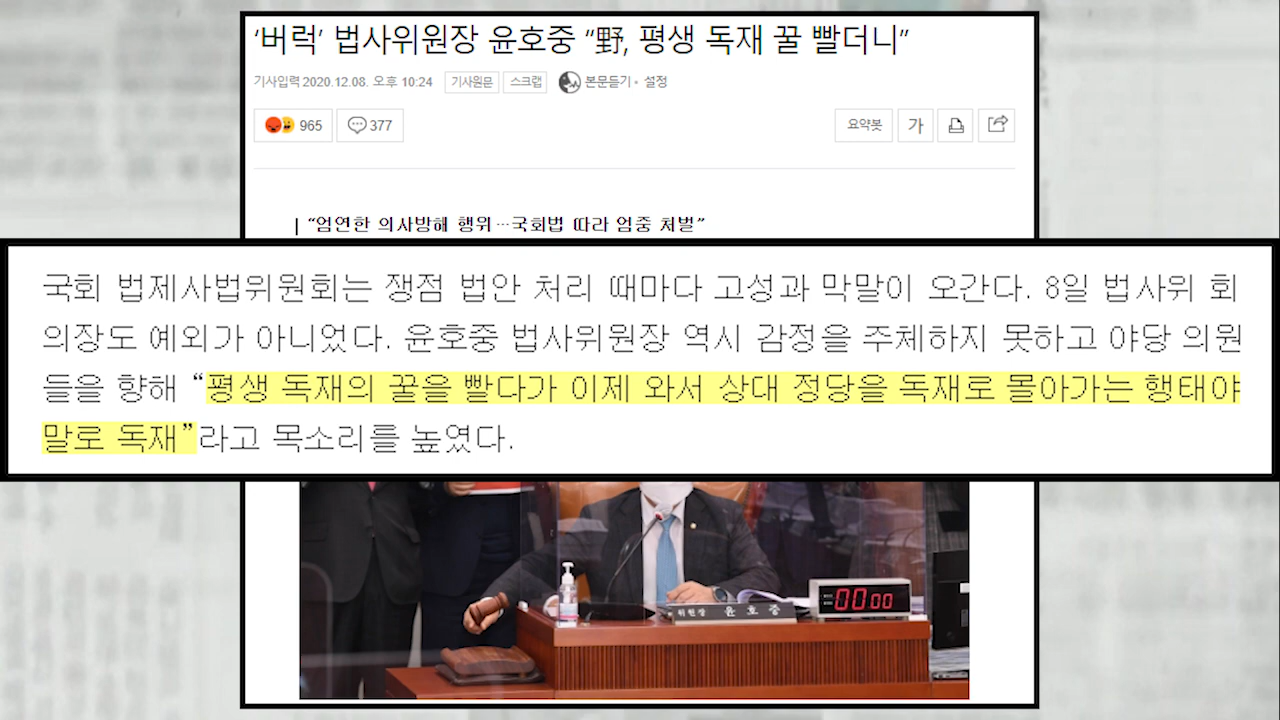 ‘버럭’ 법사위원장 윤호중 “野, 평생 독재 꿀 빨더니”
기사입력 2020.12.08. 오후 10:24 기사원문 스크랩 본문듣기 · 설정
965 377 요약봇 가
“엄연한 의사방해 행위…국회법 따라 엄중 처벌”
국회 법제사법위원회는 쟁점 법안 처리 때마다 고성과 막말이 오간다. 8일 법사위 회
의장도 예외가 아니었다. 윤호중 법사위원장 역시 감정을 주체하지 못하고 야당 의원
들을 향해 “평생 독재의 꿀을 빨다가 이제 와서 상대 정당을 독재로 몰아가는 행태야
말로 독재”라고 목소리를 높였다.
위원장 윤호중
00 00